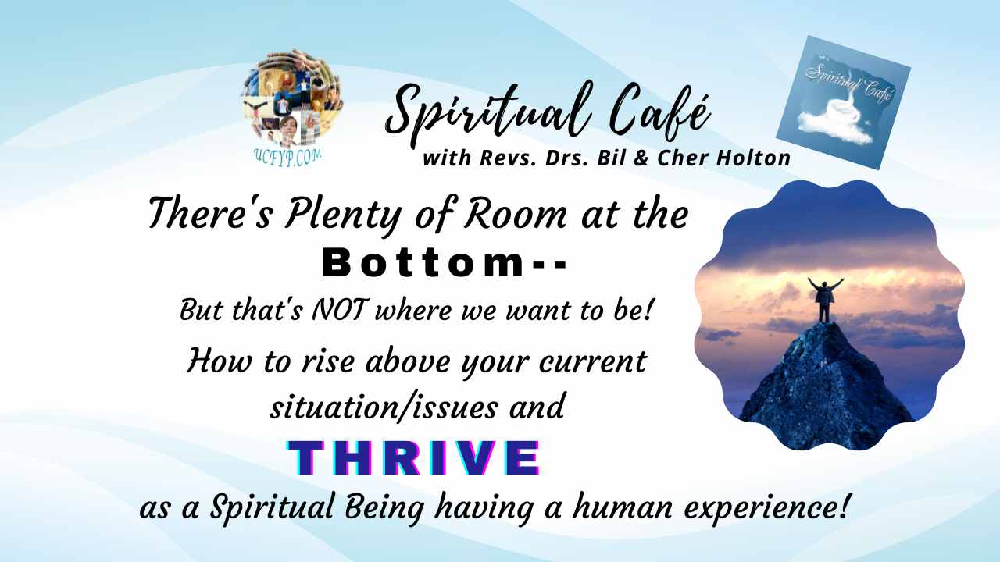 Spiritual Café
Spiritual Café
with Revs. Drs. Bil & Cher Holton
UCFYP.COM
There's Plenty of Room at the
Bottom--
But that's NOT where we want to be!
How to rise above your current
situation/issues and
THRIVE
as a Spiritual Being having a human experience!